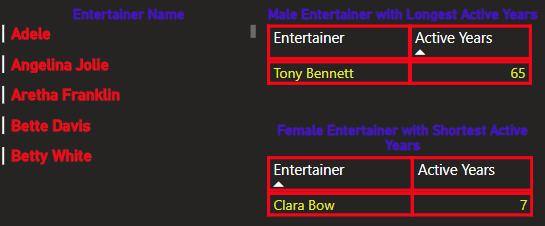 Entertainer Name
Adele
Angelina Jolie
Aretha Franklin
Bette Davis
Betty White
Male Entertainer with Longest Active Years
Entertainer Active Years
Tony Bennett 65
Female Entertainer with Shortest Active
Years
Entertainer Active Years
Clara Bow 7